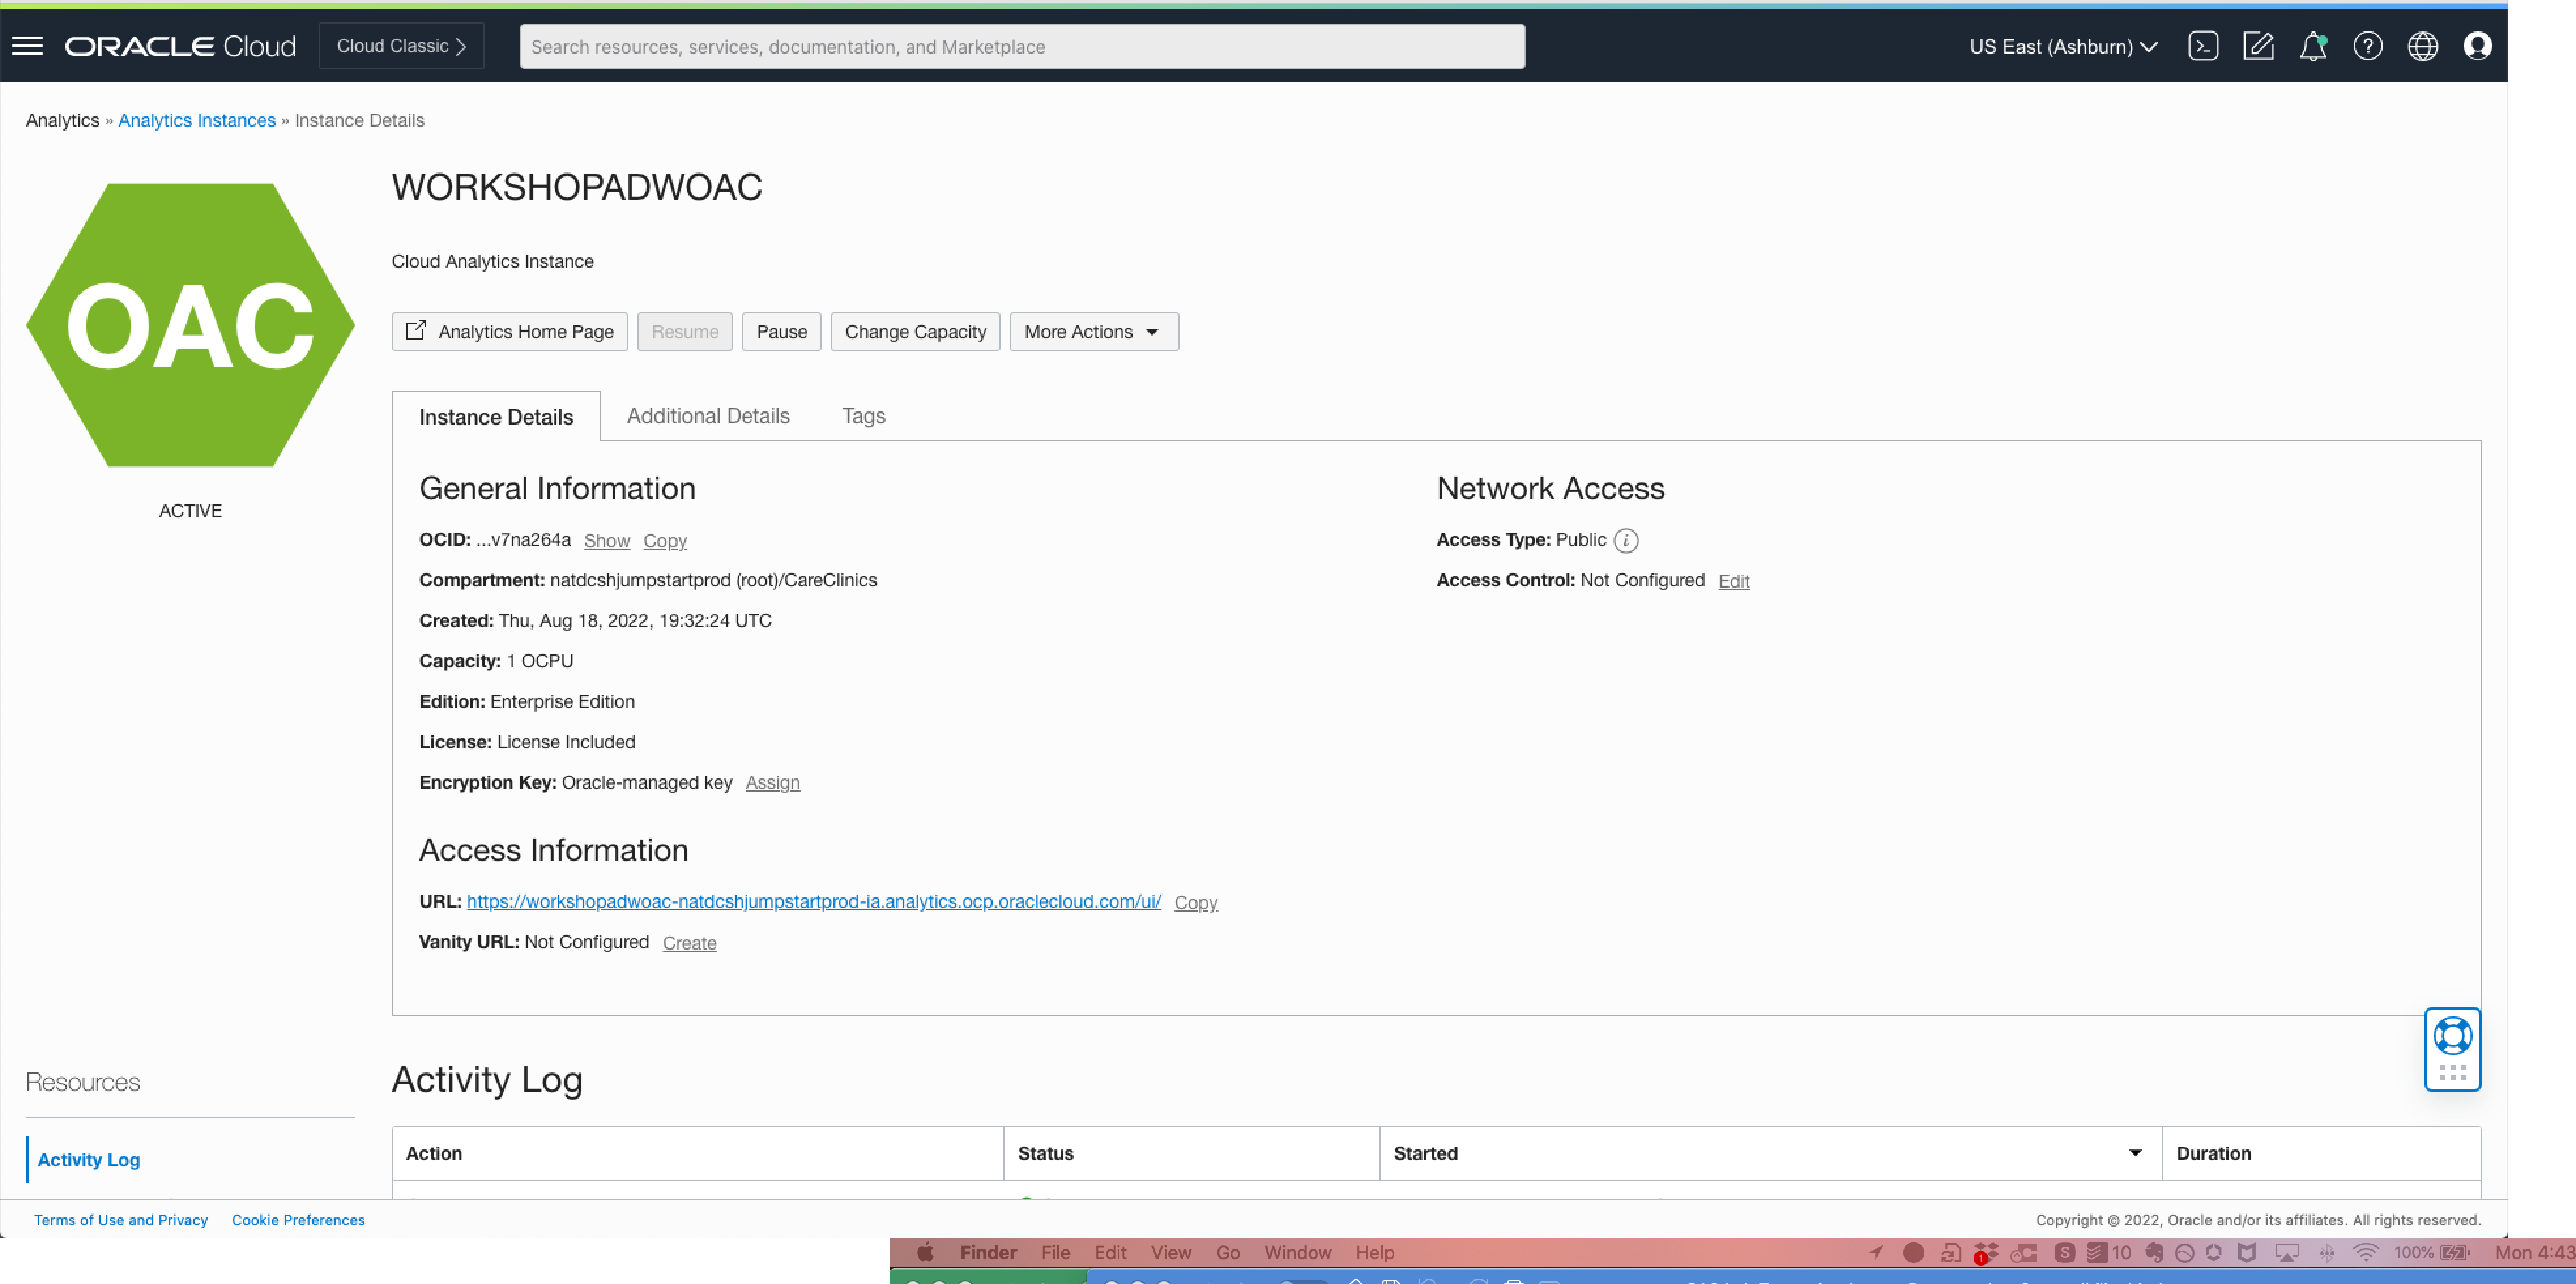 ORACLE Cloud Cloud Classic Search resources, services, documentation, and Marketplace US East (Ashburn)
Analytics » Analytics Instances » Instance Details
WORKSHOPADWOAC
Cloud Analytics Instance
OAC
ACTIVE
Analytics Home Page Resume Pause Change Capacity More Actions
Instance Details Additional Details Tags
General Information
OCID: ...v7na264a Show Copy
Compartment: natdcshjumpstartprod (root)/CareClinics
Created: Thu, Aug 18, 2022, 19:32:24 UTC
Capacity: 1 OCPU
Edition: Enterprise Edition
License: License Included
Encryption Key: Oracle-managed key Assign
Network Access
Access Type: Public i
Access Control: Not Configured Edit
Access Information
URL: https://workshopadwoac-natdcshjumpstartprod-ia.analytics.ocp.oraclecloud.com/ui/ Copy
Vanity URL: Not Configured Create
Resources
Activity Log
Activity Log
Action Status Started Duration
Terms of Use and Privacy Cookie Preferences Copyright © 2022, Oracle and/or its affiliates. All rights reserved.
Finder File Edit View Go Window Help 1 S 10 100% Mon 4:43